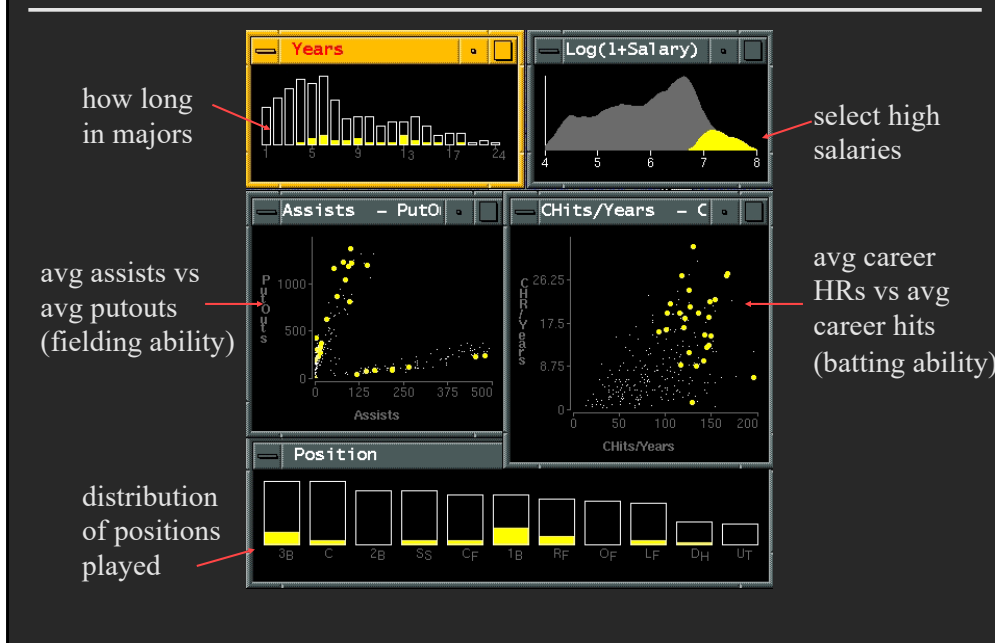 Years
1 5 9 13 17 24
how long
in majors
Log(1+Salary)
4 5 6 7 8
select high
salaries
Assists – PutO
PutOuts
1000
500
0
0 125 250 375 500
Assists
avg assists vs
avg putouts
(fielding ability)
CHits/Years – C
CHR/Years
26.25
17.5
8.75
0
0 50 100 150 200
CHits/Years
avg career
HRs vs avg
career hits
(batting ability)
Position
3B C 2B SS CF 1B RF OF LF DH UT
distribution
of positions
played